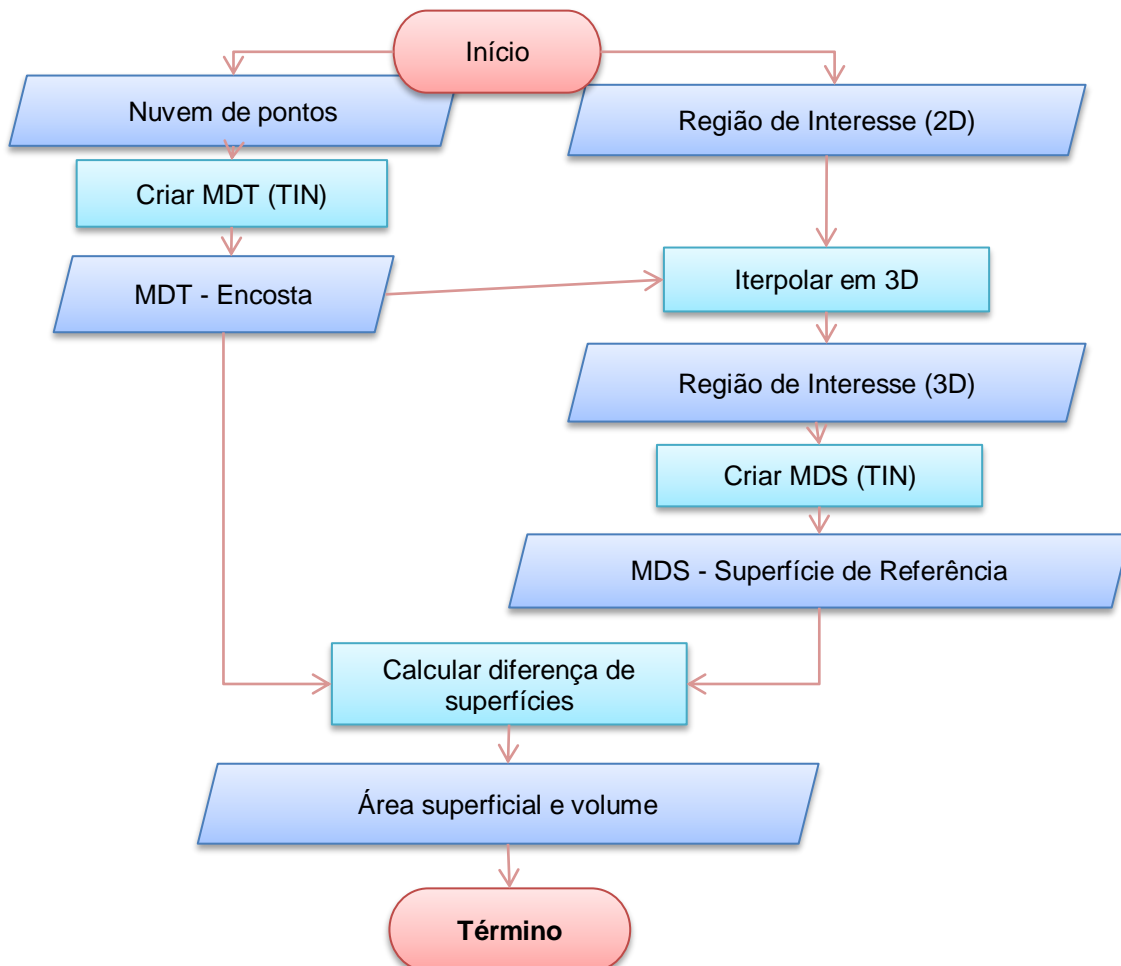 Início
Nuvem de pontos
Região de Interesse (2D)
Criar MDT (TIN)
MDT - Encosta
Iterpolar em 3D
Região de Interesse (3D)
Criar MDS (TIN)
MDS - Superfície de Referência
Calcular diferença de
superfícies
Área superficial e volume
Término